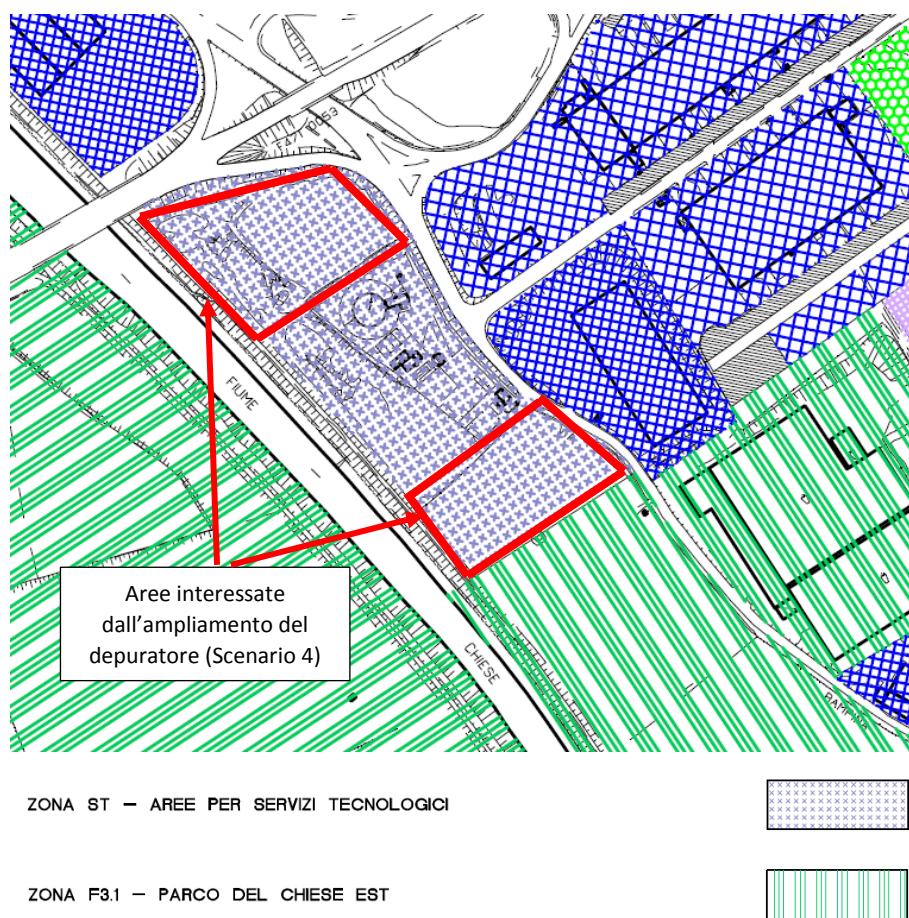 FIUME
CHIESE
Aree interessate
dall’ampliamento del
depuratore (Scenario 4)
ZONA ST – AREE PER SERVIZI TECNOLOGICI
ZONA F3.1 – PARCO DEL CHIESE EST